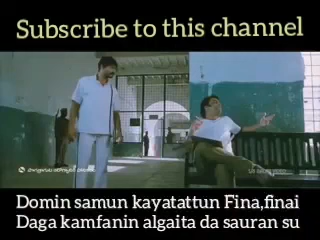 Subscribe to this channel
Domin samun kayatattun Fina,finai
Daga kamfanin algaita da sauran su